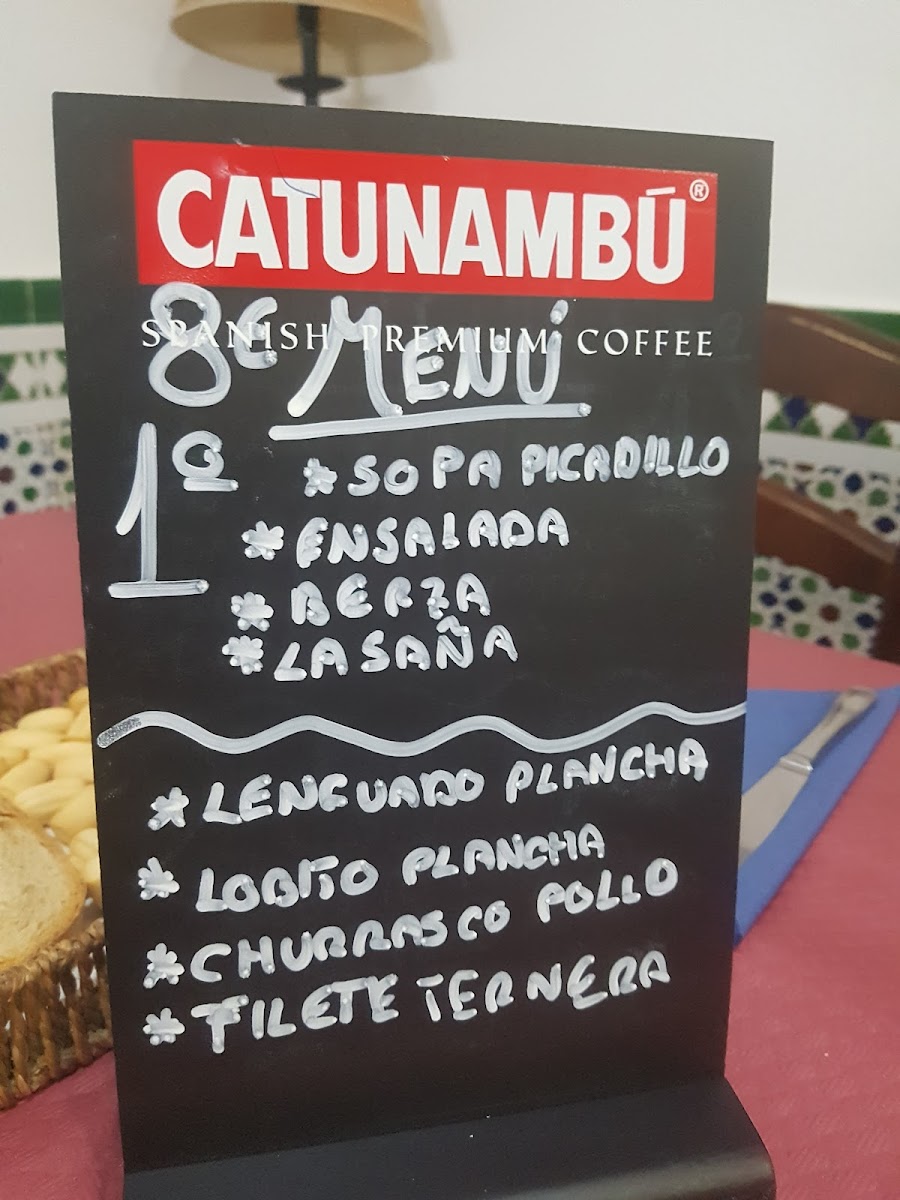 CATUNAMBÚ®
SPANISH PREMIUM COFFEE
8€ MENÚ
1º
* SOPA PICADILLO
* ENSALADA
* BERZA
* LASAÑA
* LENGUADO PLANCHA
* LOBITO PLANCHA
* CHURRASCO POLLO
* FILETE TERNERA